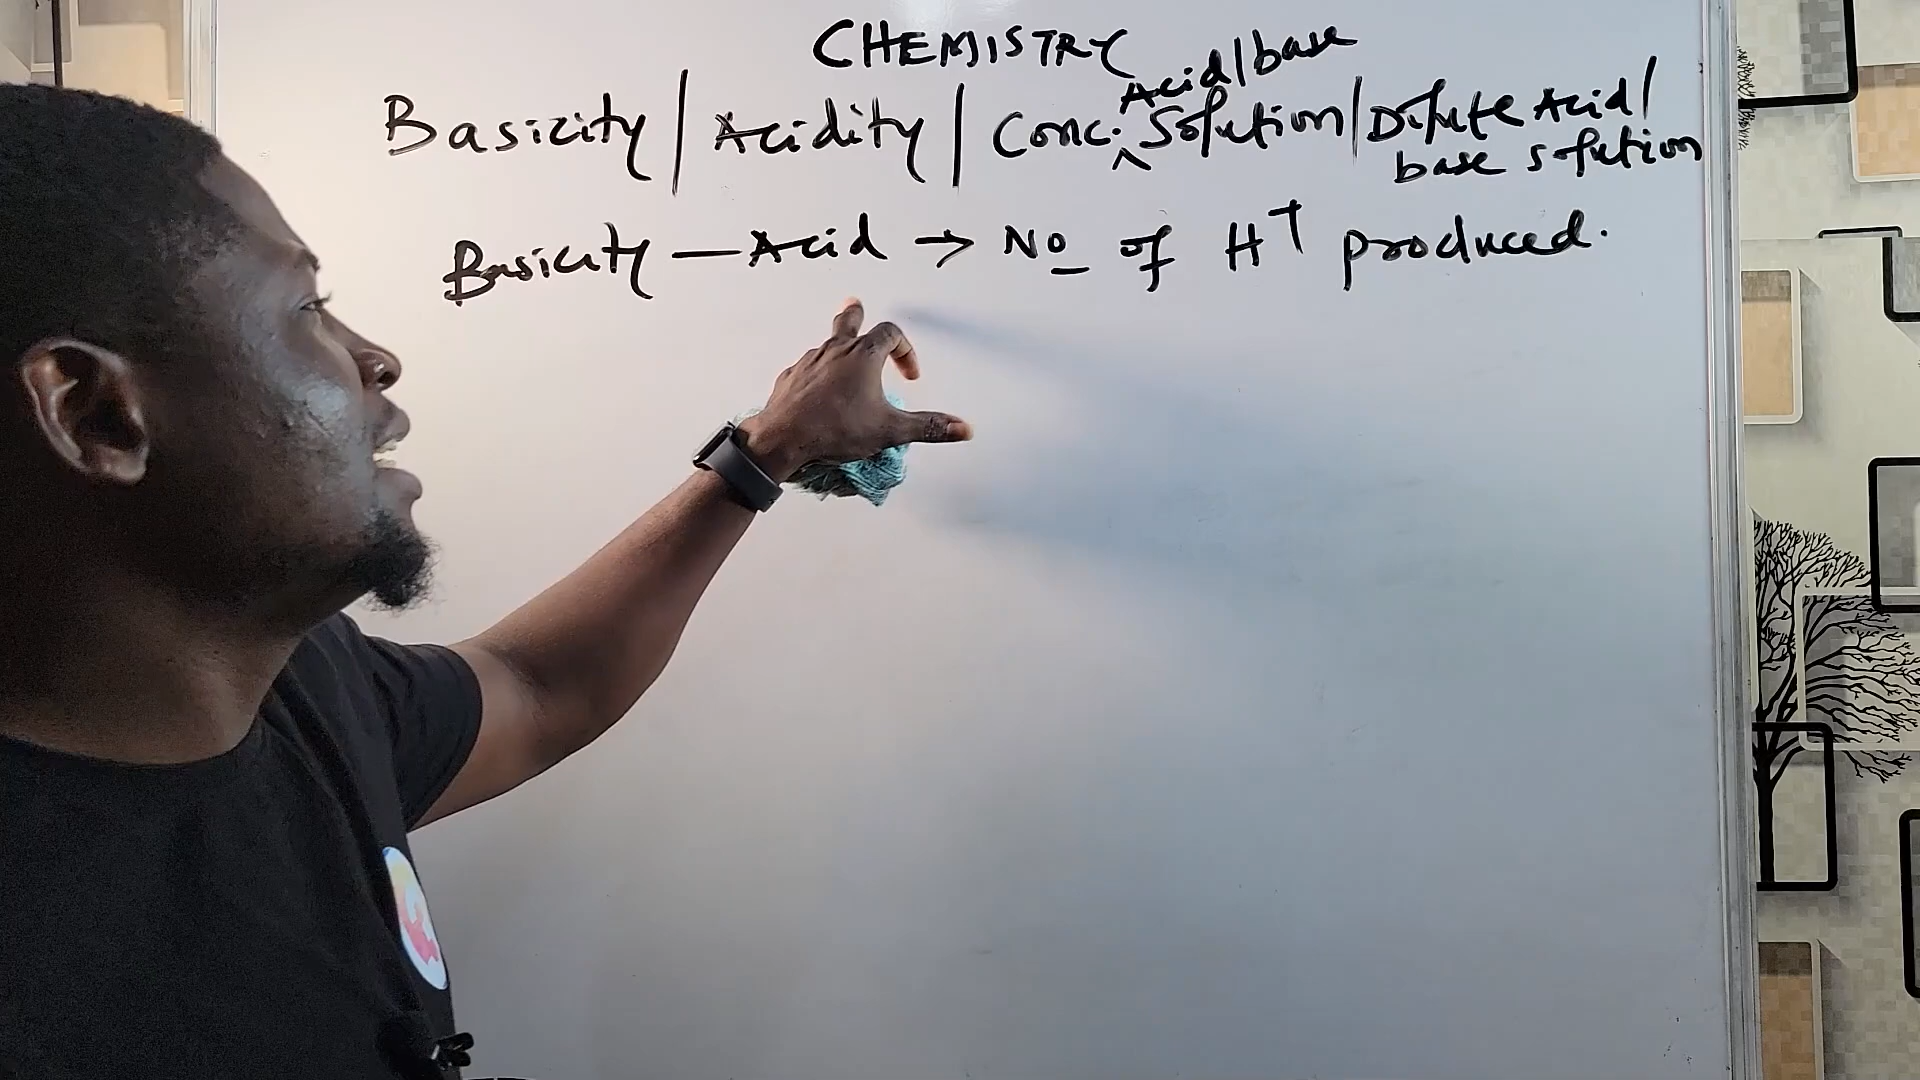 CHEMISTRY
Basicity / Acidity / Conc. Acid/base Solution / Dilute Acid/
base solution
Basicity — Acid → No of H+ produced.